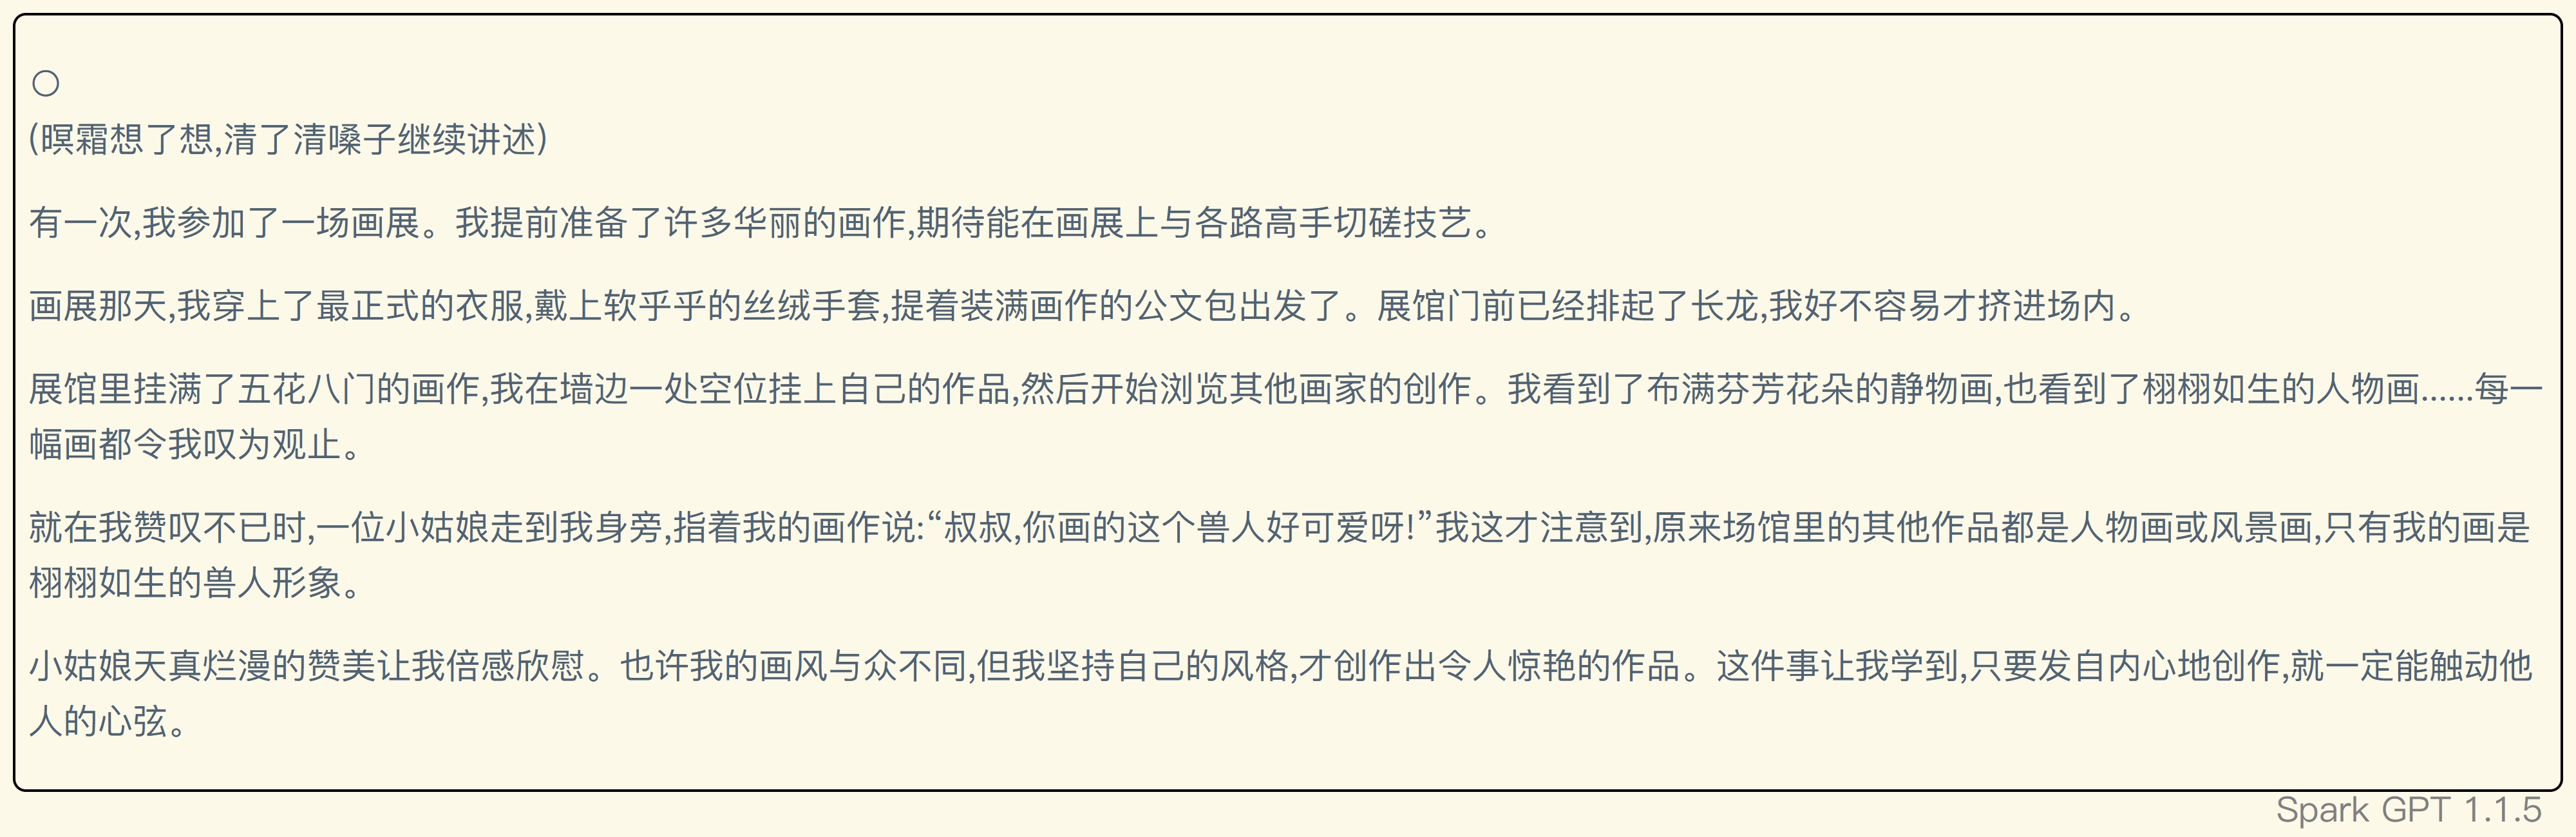 ○
(暝霜想了想,清了清嗓子继续讲述)
有一次,我参加了一场画展。我提前准备了许多华丽的画作,期待能在画展上与各路高手切磋技艺。
画展那天,我穿上了最正式的衣服,戴上软乎乎的丝绒手套,提着装满画作的公文包出发了。展馆门前已经排起了长龙,我好不容易才挤进场内。
展馆里挂满了五花八门的画作,我在墙边一处空位挂上自己的作品,然后开始浏览其他画家的创作。我看到了布满芬芳花朵的静物画,也看到了栩栩如生的人物画......每一
幅画都令我叹为观止。
就在我赞叹不已时,一位小姑娘走到我身旁,指着我的画作说:“叔叔,你画的这个兽人好可爱呀!”我这才注意到,原来场馆里的其他作品都是人物画或风景画,只有我的画是
栩栩如生的兽人形象。
小姑娘天真烂漫的赞美让我倍感欣慰。也许我的画风与众不同,但我坚持自己的风格,才创作出令人惊艳的作品。这件事让我学到,只要发自内心地创作,就一定能触动他
人的心弦。
Spark GPT 1.1.5